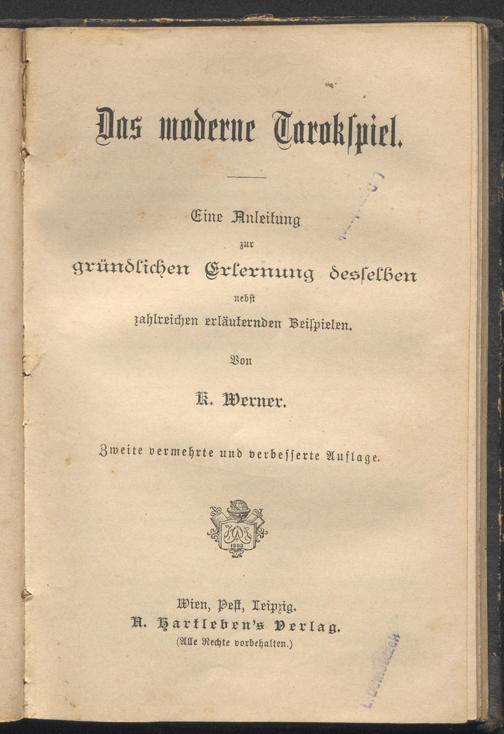 Das moderne Tarokspiel.
Eine Anleitung
zur
gründlichen Erlernung desselben
nebst
zahlreichen erläuternden Beispielen.
Von
K. Werner.
Zweite vermehrte und verbesserte Auflage.
Wien, Pest, Leipzig.
A. Hartleben's Verlag.
(Alle Rechte vorbehalten.)